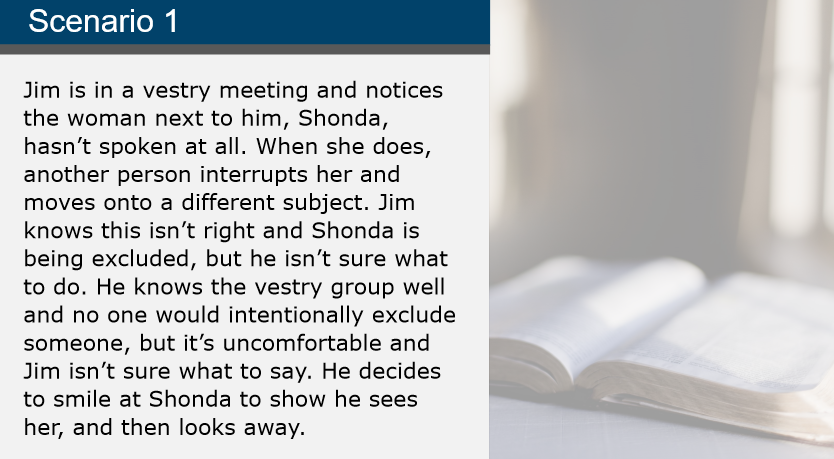 Scenario 1
Jim is in a vestry meeting and notices
the woman next to him, Shonda,
hasn’t spoken at all. When she does,
another person interrupts her and
moves onto a different subject. Jim
knows this isn’t right and Shonda is
being excluded, but he isn’t sure what
to do. He knows the vestry group well
and no one would intentionally exclude
someone, but it’s uncomfortable and
Jim isn’t sure what to say. He decides
to smile at Shonda to show he sees
her, and then looks away.